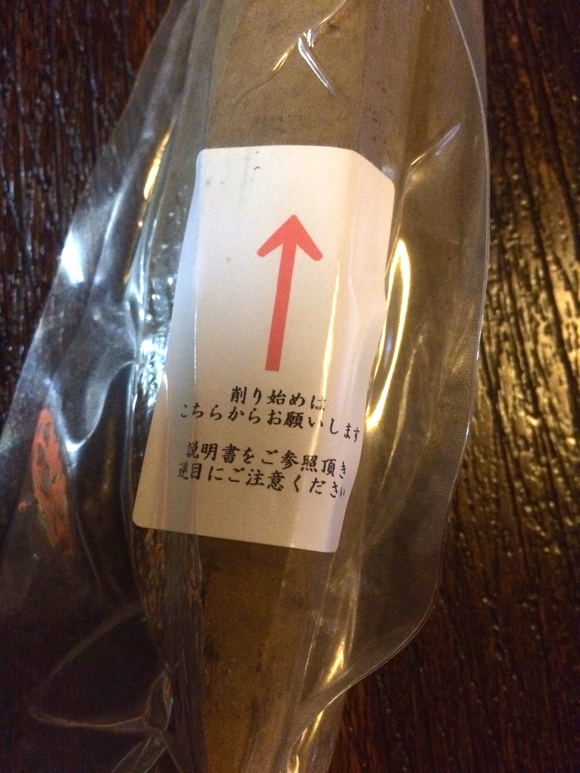 削り始めは
こちらからお願いします
説明書をご参照頂き
逆目にご注意ください